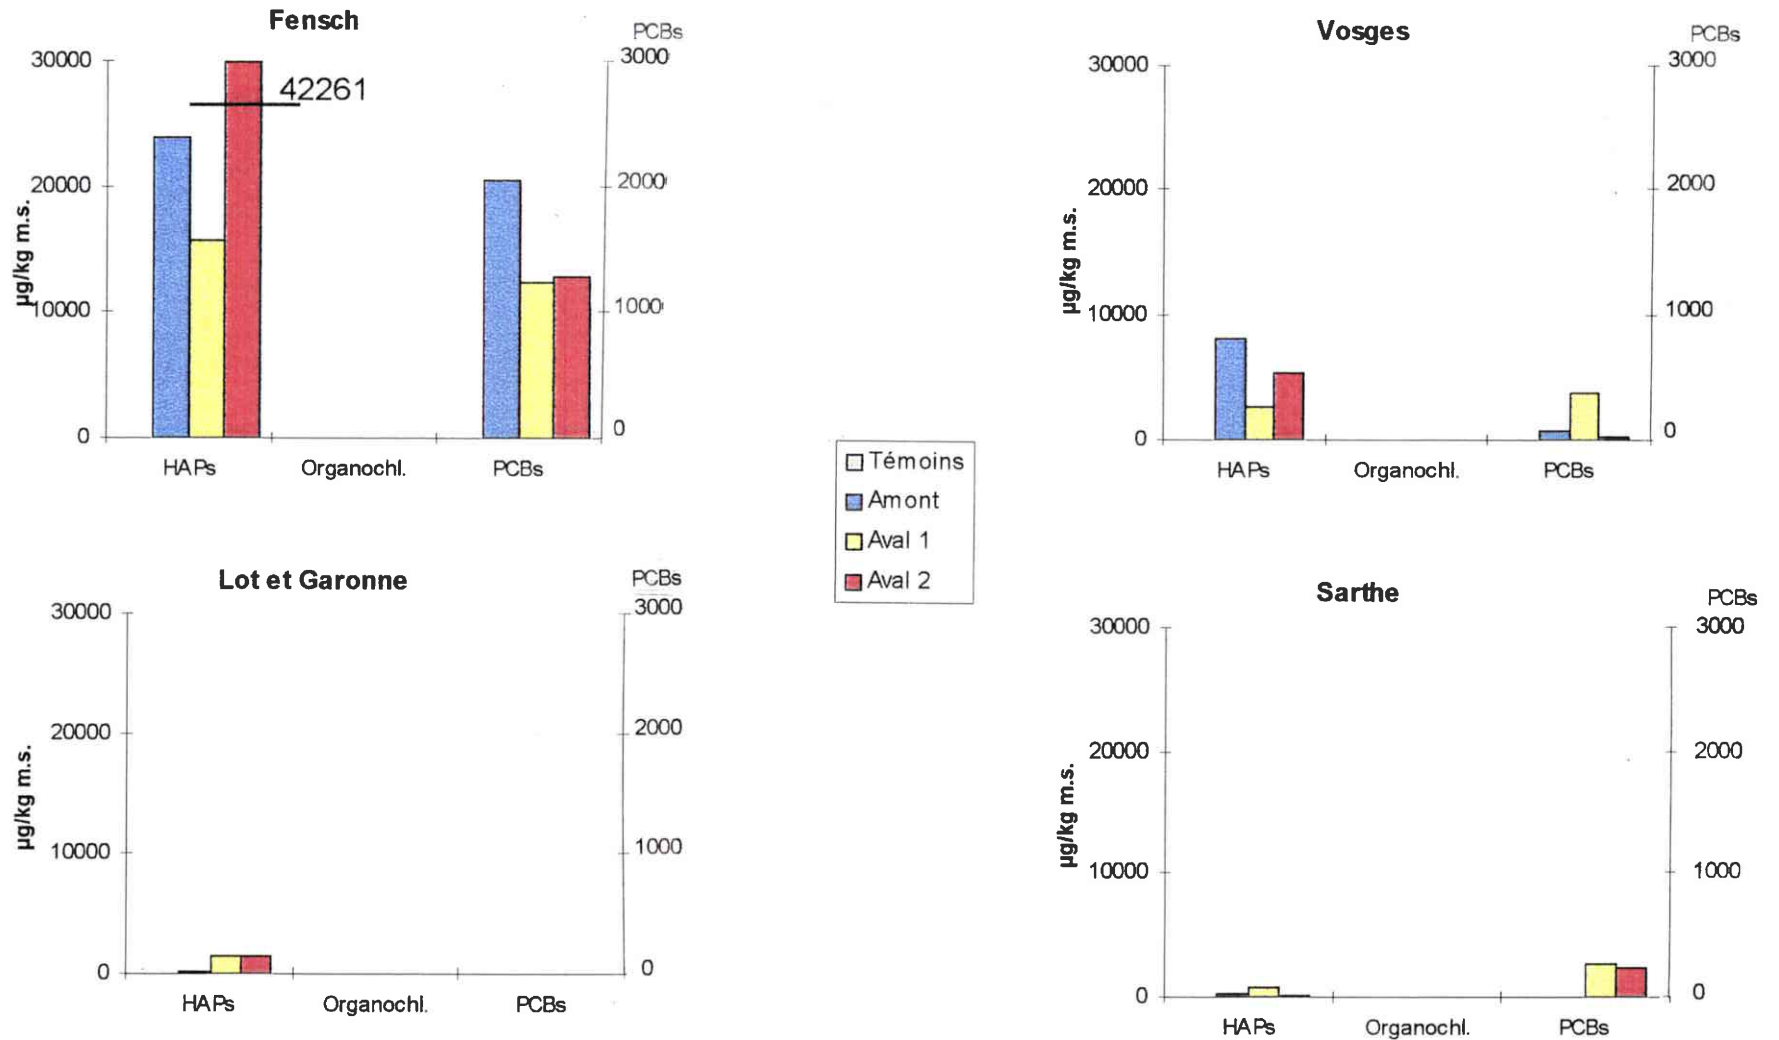 Fensch
PCBs
30000
3000
42261
20000
2000
µg/kg m.s.
10000
1000
0
0
HAPs
Organochl.
PCBs
Vosges
PCBs
30000
3000
20000
2000
µg/kg m.s.
10000
1000
0
0
HAPs
Organochl.
PCBs
Témoins
Amont
Aval 1
Aval 2
Lot et Garonne
PCBs
30000
3000
20000
2000
µg/kg m.s.
10000
1000
0
0
HAPs
Organochl.
PCBs
Sarthe
PCBs
30000
3000
20000
2000
µg/kg m.s.
10000
1000
0
0
HAPs
Organochl.
PCBs